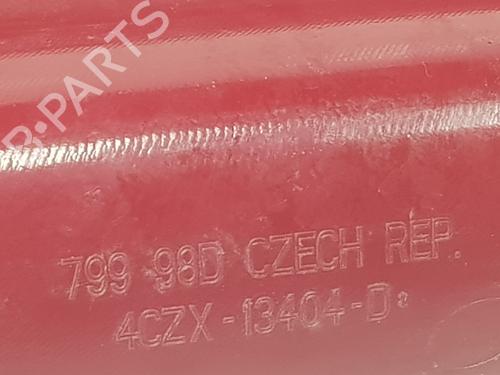 B-PARTS
799 98D CZECH REP.
4CZX-13404-D